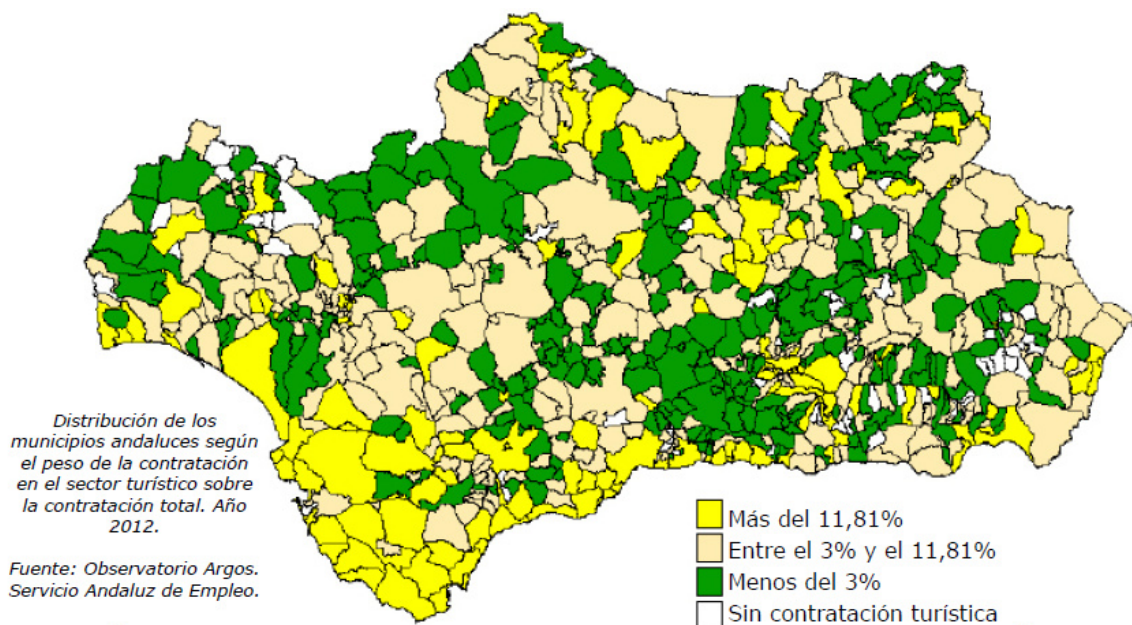 Distribución de los
municipios andaluces según
el peso de la contratación
en el sector turístico sobre
la contratación total. Año
2012.
Fuente: Observatorio Argos.
Servicio Andaluz de Empleo.
Más del 11,81%
Entre el 3% y el 11,81%
Menos del 3%
Sin contratación turística